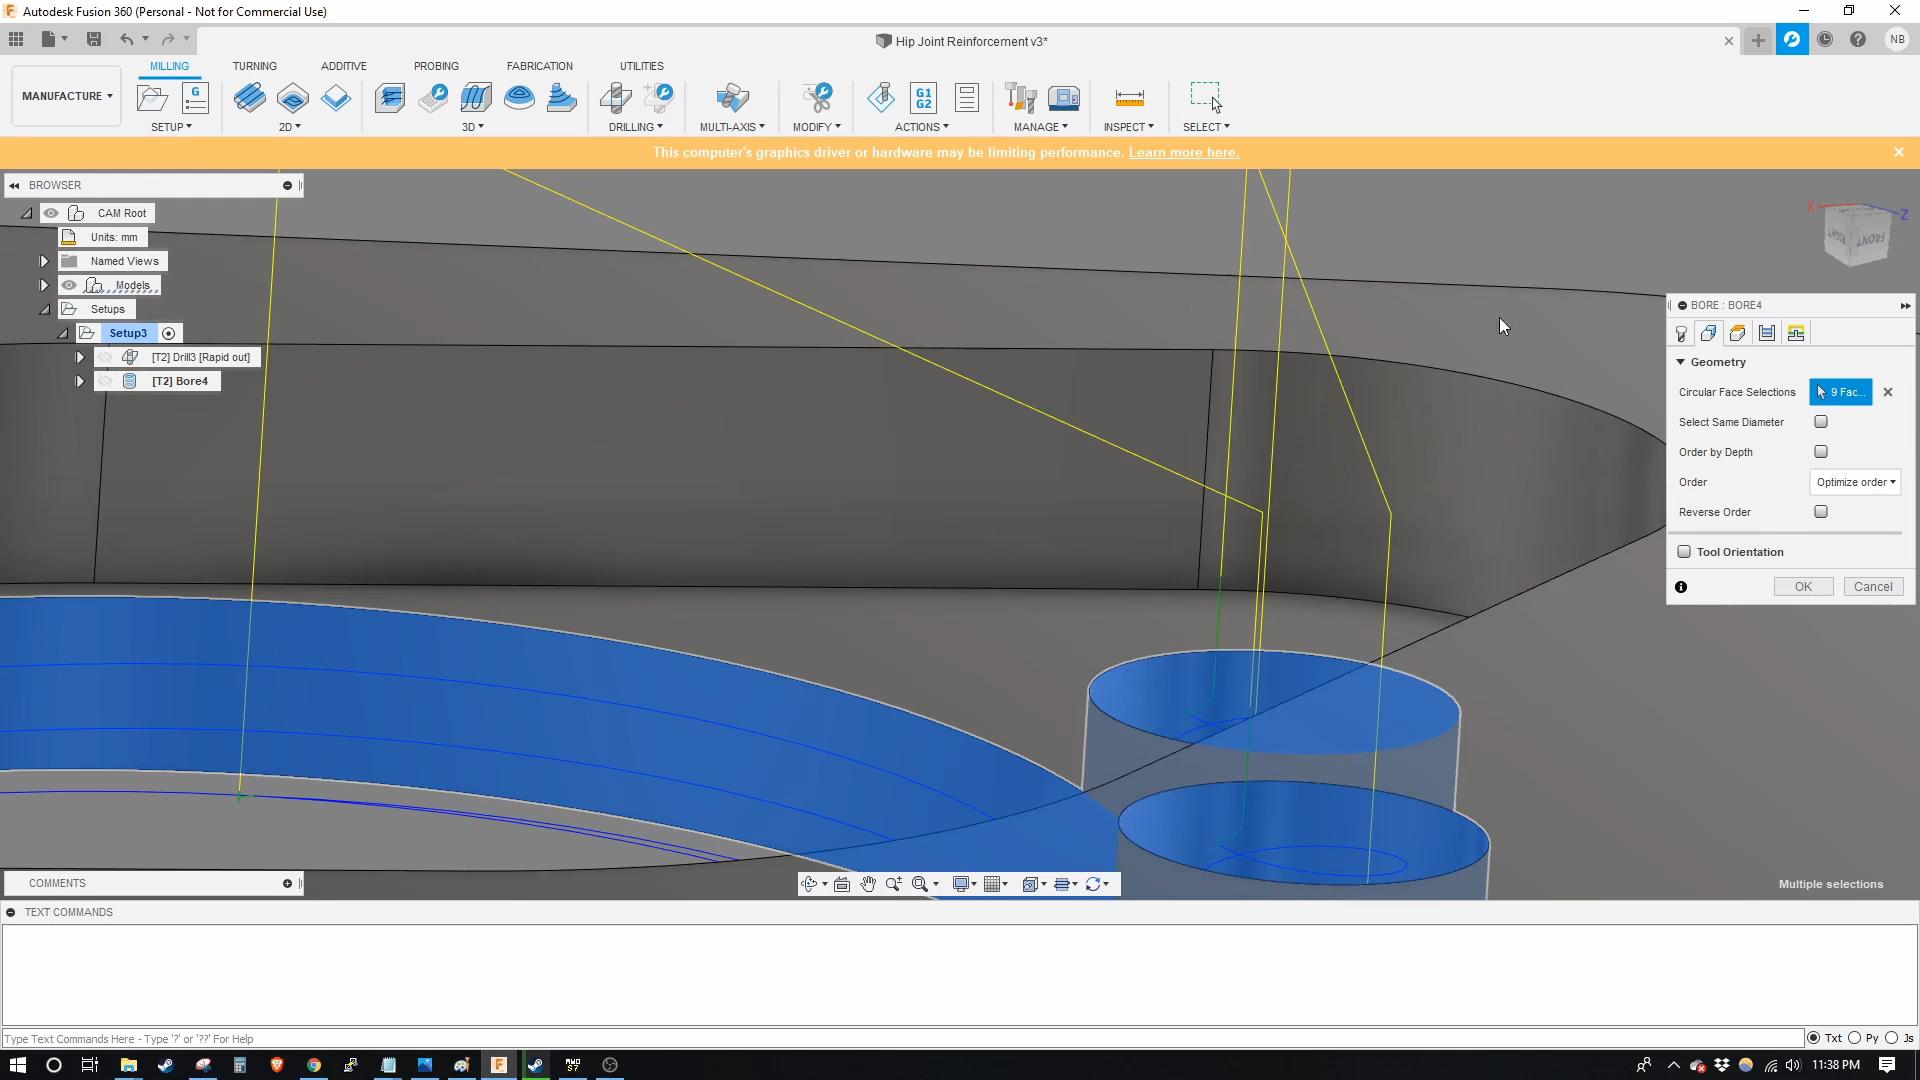 Autodesk Fusion 360 (Personal - Not for Commercial Use)
Hip Joint Reinforcement v3*
NB
MILLING
TURNING
ADDITIVE
PROBING
FABRICATION
UTILITIES
MANUFACTURE
G
G1
G2
SETUP
2D
3D
DRILLING
MULTI-AXIS
MODIFY
ACTIONS
MANAGE
INSPECT
SELECT
This computer's graphics driver or hardware may be limiting performance. Learn more here.
BROWSER
CAM Root
Units: mm
Named Views
Models
Setups
Setup3
[T2] Drill3 [Rapid out]
[T2] Bore4
X
Z
RIGHT
FRONT
BORE : BORE4
Geometry
Circular Face Selections
9 Fac...
Select Same Diameter
Order by Depth
Order
Optimize order
Reverse Order
Tool Orientation
OK
Cancel
COMMENTS
Multiple selections
TEXT COMMANDS
Type Text Commands Here - Type '?' or '??' For Help
Txt
Py
Js
11:38 PM